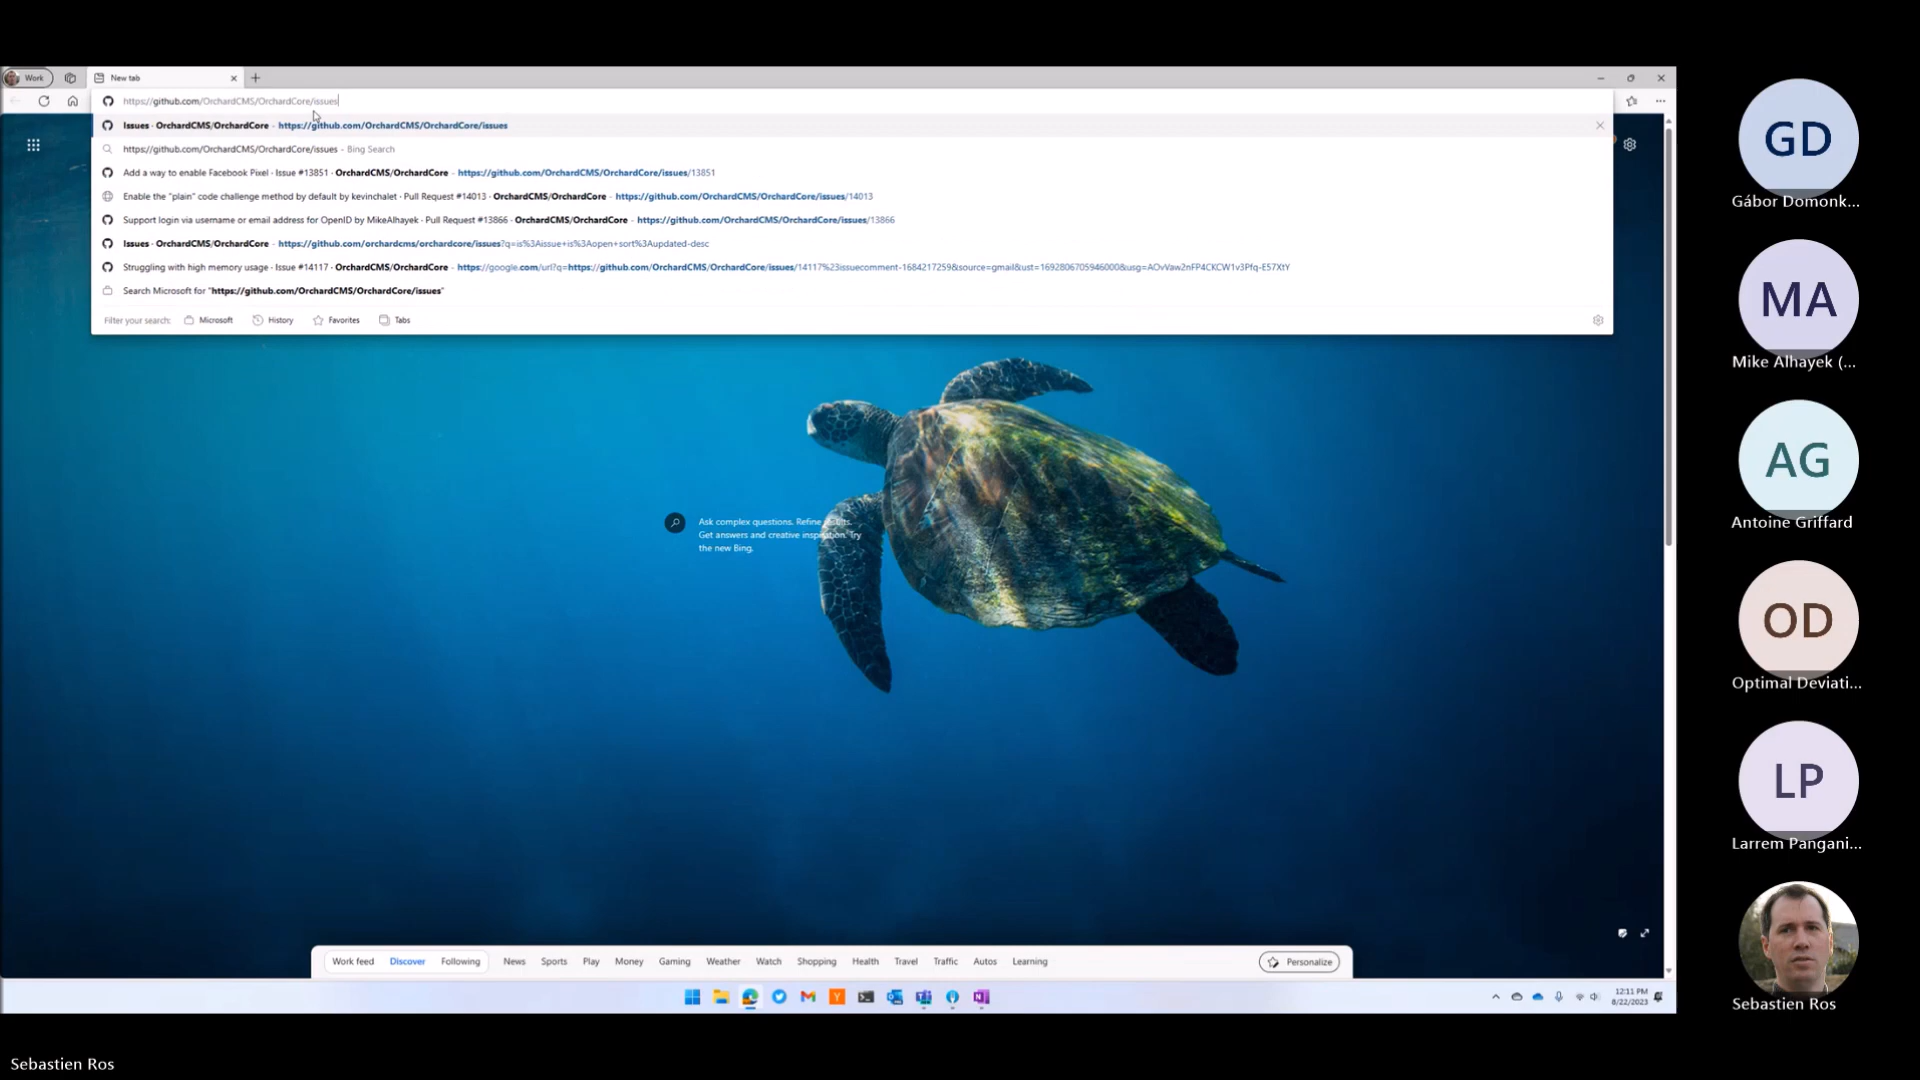 Work
New tab
https://github.com/OrchardCMS/OrchardCore/issues
Issues · OrchardCMS/OrchardCore - https://github.com/OrchardCMS/OrchardCore/issues
https://github.com/OrchardCMS/OrchardCore/issues - Bing Search
Add a way to enable Facebook Pixel · Issue #13851 · OrchardCMS/OrchardCore - https://github.com/OrchardCMS/OrchardCore/issues/13851
Enable the "plain" code challenge method by default by kevinchalet · Pull Request #14013 · OrchardCMS/OrchardCore - https://github.com/OrchardCMS/OrchardCore/issues/14013
Support login via username or email address for OpenID by MikeAlhayek · Pull Request #13866 · OrchardCMS/OrchardCore - https://github.com/OrchardCMS/OrchardCore/issues/13866
Issues · OrchardCMS/OrchardCore - https://github.com/orchardcms/orchardcore/issues?q=is%3Aissue+is%3Aopen+sort%3Aupdated-desc
Struggling with high memory usage · Issue #14117 · OrchardCMS/OrchardCore - https://google.com/url?q=https://github.com/OrchardCMS/OrchardCore/issues/14117%23issuecomment-1684217259&source=gmail&ust=1692806705946000&usg=AOvVaw2nFP4CKCW1v3Pfq-E57XtY
Search Microsoft for "https://github.com/OrchardCMS/OrchardCore/issues"
Filter your search: Microsoft History Favorites Tabs
Ask complex questions. Refine results.
Get answers and creative inspiration. Try
the new Bing.
Work feed Discover Following News Sports Play Money Gaming Weather Watch Shopping Health Travel Traffic Autos Learning Personalize
12:11 PM
8/22/2023
GD
Gábor Domonk...
MA
Mike Alhayek (...
AG
Antoine Griffard
OD
Optimal Deviati...
LP
Larrem Pangani...
Sebastien Ros
Sebastien Ros